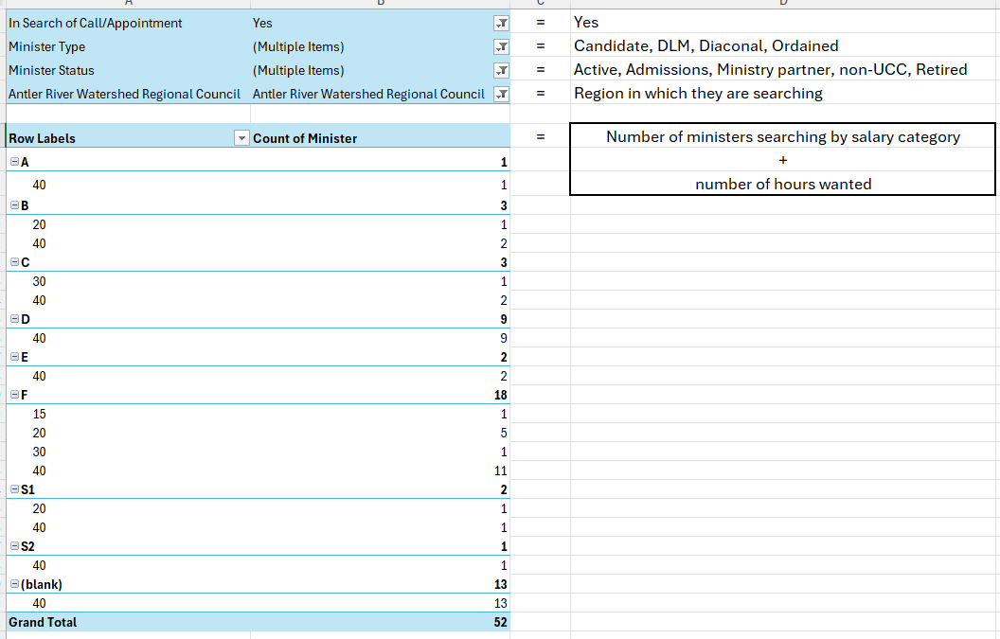 A B C D
In Search of Call/Appointment Yes = Yes
Minister Type (Multiple Items) = Candidate, DLM, Diaconal, Ordained
Minister Status (Multiple Items) = Active, Admissions, Ministry partner, non-UCC, Retired
Antler River Watershed Regional Council Antler River Watershed Regional Council = Region in which they are searching
Row Labels Count of Minister = Number of ministers searching by salary category
A 1 +
40 1 number of hours wanted
B 3
20 1
40 2
C 3
30 1
40 2
D 9
40 9
E 2
40 2
F 18
15 1
20 5
30 1
40 11
S1 2
20 1
40 1
S2 1
40 1
(blank) 13
40 13
Grand Total 52